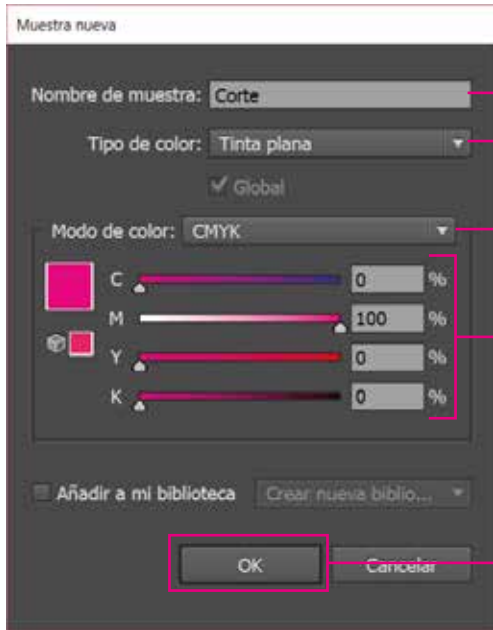 Muestra nueva
Nombre de muestra: Corte
Tipo de color: Tinta plana
Global
Modo de color: CMYK
C 0 %
M 100 %
Y 0 %
K 0 %
Añadir a mi biblioteca Crear nueva biblio...
OK Cancelar